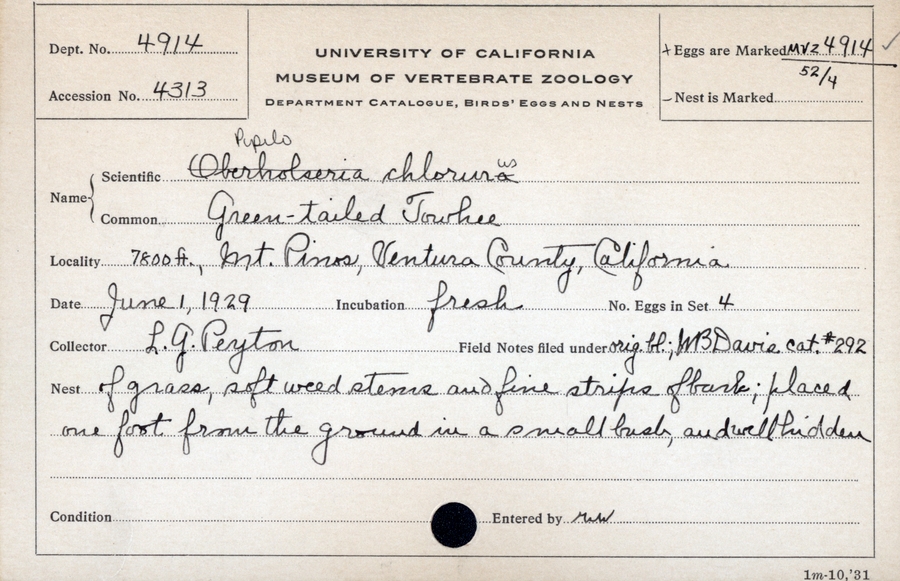 Dept. No. 4914
Accession No. 4313
UNIVERSITY OF CALIFORNIA
MUSEUM OF VERTEBRATE ZOOLOGY
DEPARTMENT CATALOGUE, BIRDS' EGGS AND NESTS
+ Eggs are Marked MVZ 4914 ✓
52/4
– Nest is Marked
Pipilo
us
Name { Scientific Oberholseria chlorura
Common Green-tailed Towhee
Locality 7800 ft., Mt. Pinos, Ventura County, California
Date June 1, 1929 Incubation fresh No. Eggs in Set 4
Collector L. G. Peyton Field Notes filed under orig. bl.; WB Davis cat. #292
Nest of grass, soft weed stems and fine strips of bark; placed
one foot from the ground in a small bush, and well hidden
Condition Entered by
1m-10,'31